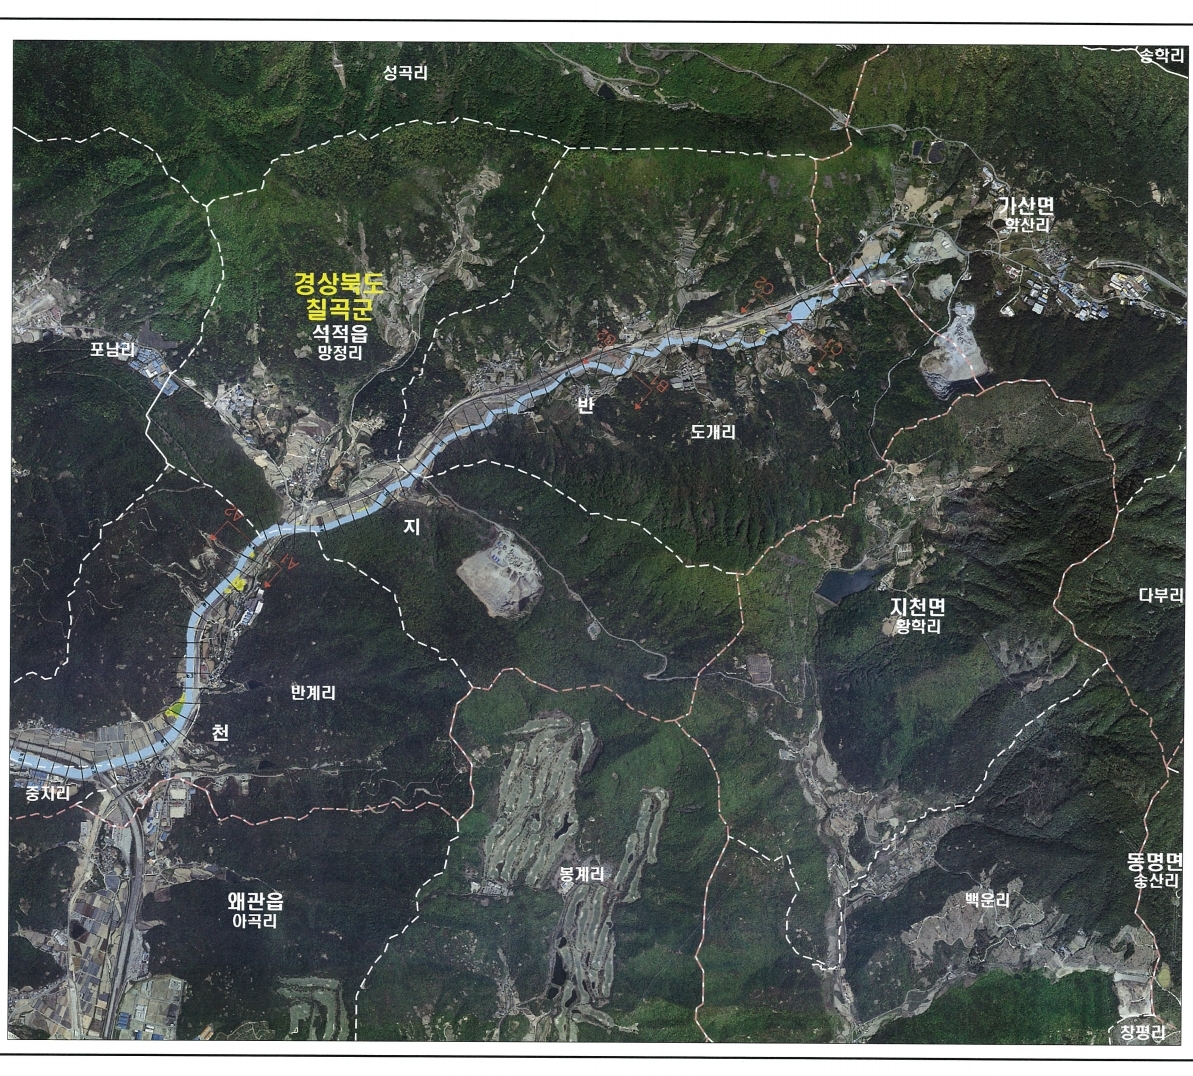 성곡리
송학리
가산면
학산리
경상북도
칠곡군
석적읍
망정리
포남리
반
도개리
지
다부리
지천면
황학리
반계리
천
중지리
동명면
송산리
봉계리
왜관읍
아곡리
백운리
창평리